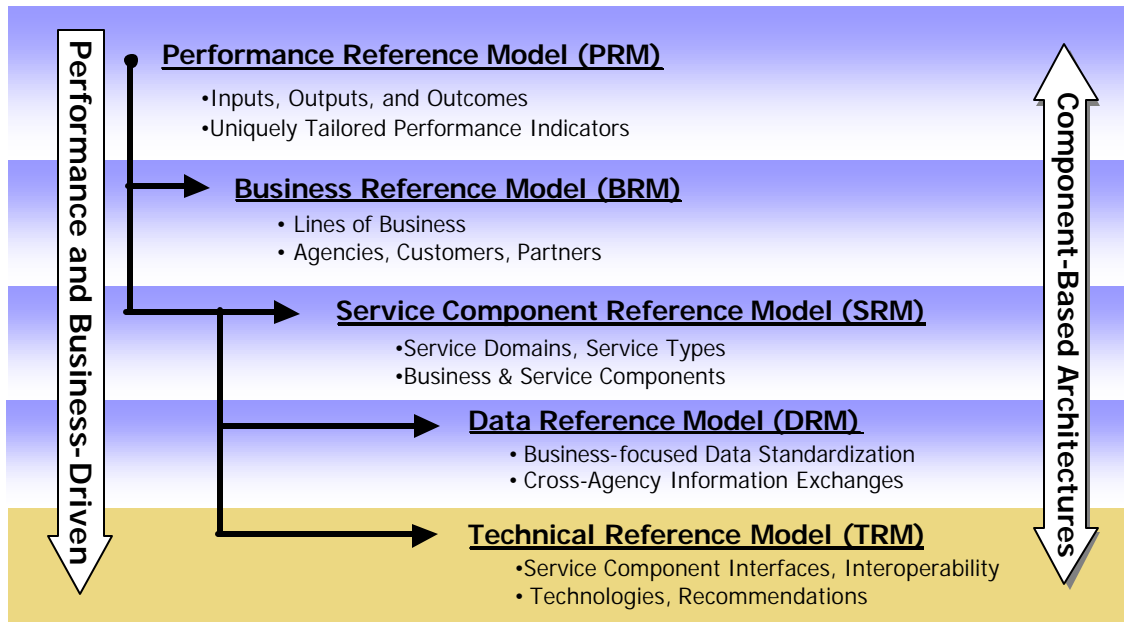 Performance and Business-Driven
Performance Reference Model (PRM)
•Inputs, Outputs, and Outcomes
•Uniquely Tailored Performance Indicators
Business Reference Model (BRM)
• Lines of Business
• Agencies, Customers, Partners
Service Component Reference Model (SRM)
•Service Domains, Service Types
•Business & Service Components
Data Reference Model (DRM)
• Business-focused Data Standardization
• Cross-Agency Information Exchanges
Technical Reference Model (TRM)
•Service Component Interfaces, Interoperability
• Technologies, Recommendations
Component-Based Architectures